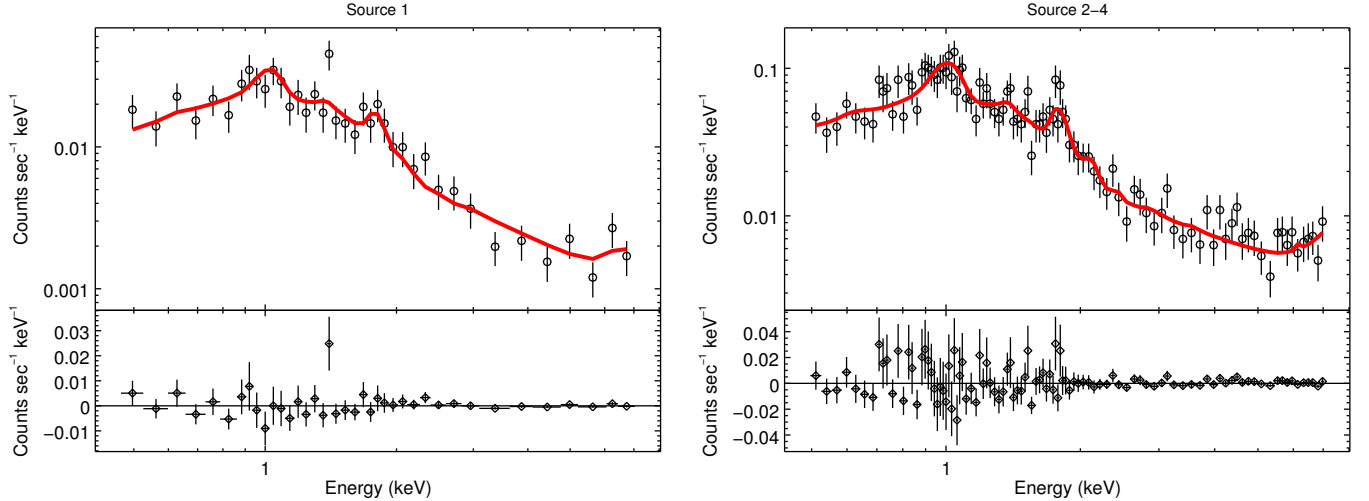 Source 1
Counts sec⁻¹ keV⁻¹
0.01
0.001
Counts sec⁻¹ keV⁻¹
0.03
0.02
0.01
0
−0.01
1
Energy (keV)
Source 2−4
Counts sec⁻¹ keV⁻¹
0.1
0.01
Counts sec⁻¹ keV⁻¹
0.04
0.02
0
−0.02
−0.04
1
Energy (keV)